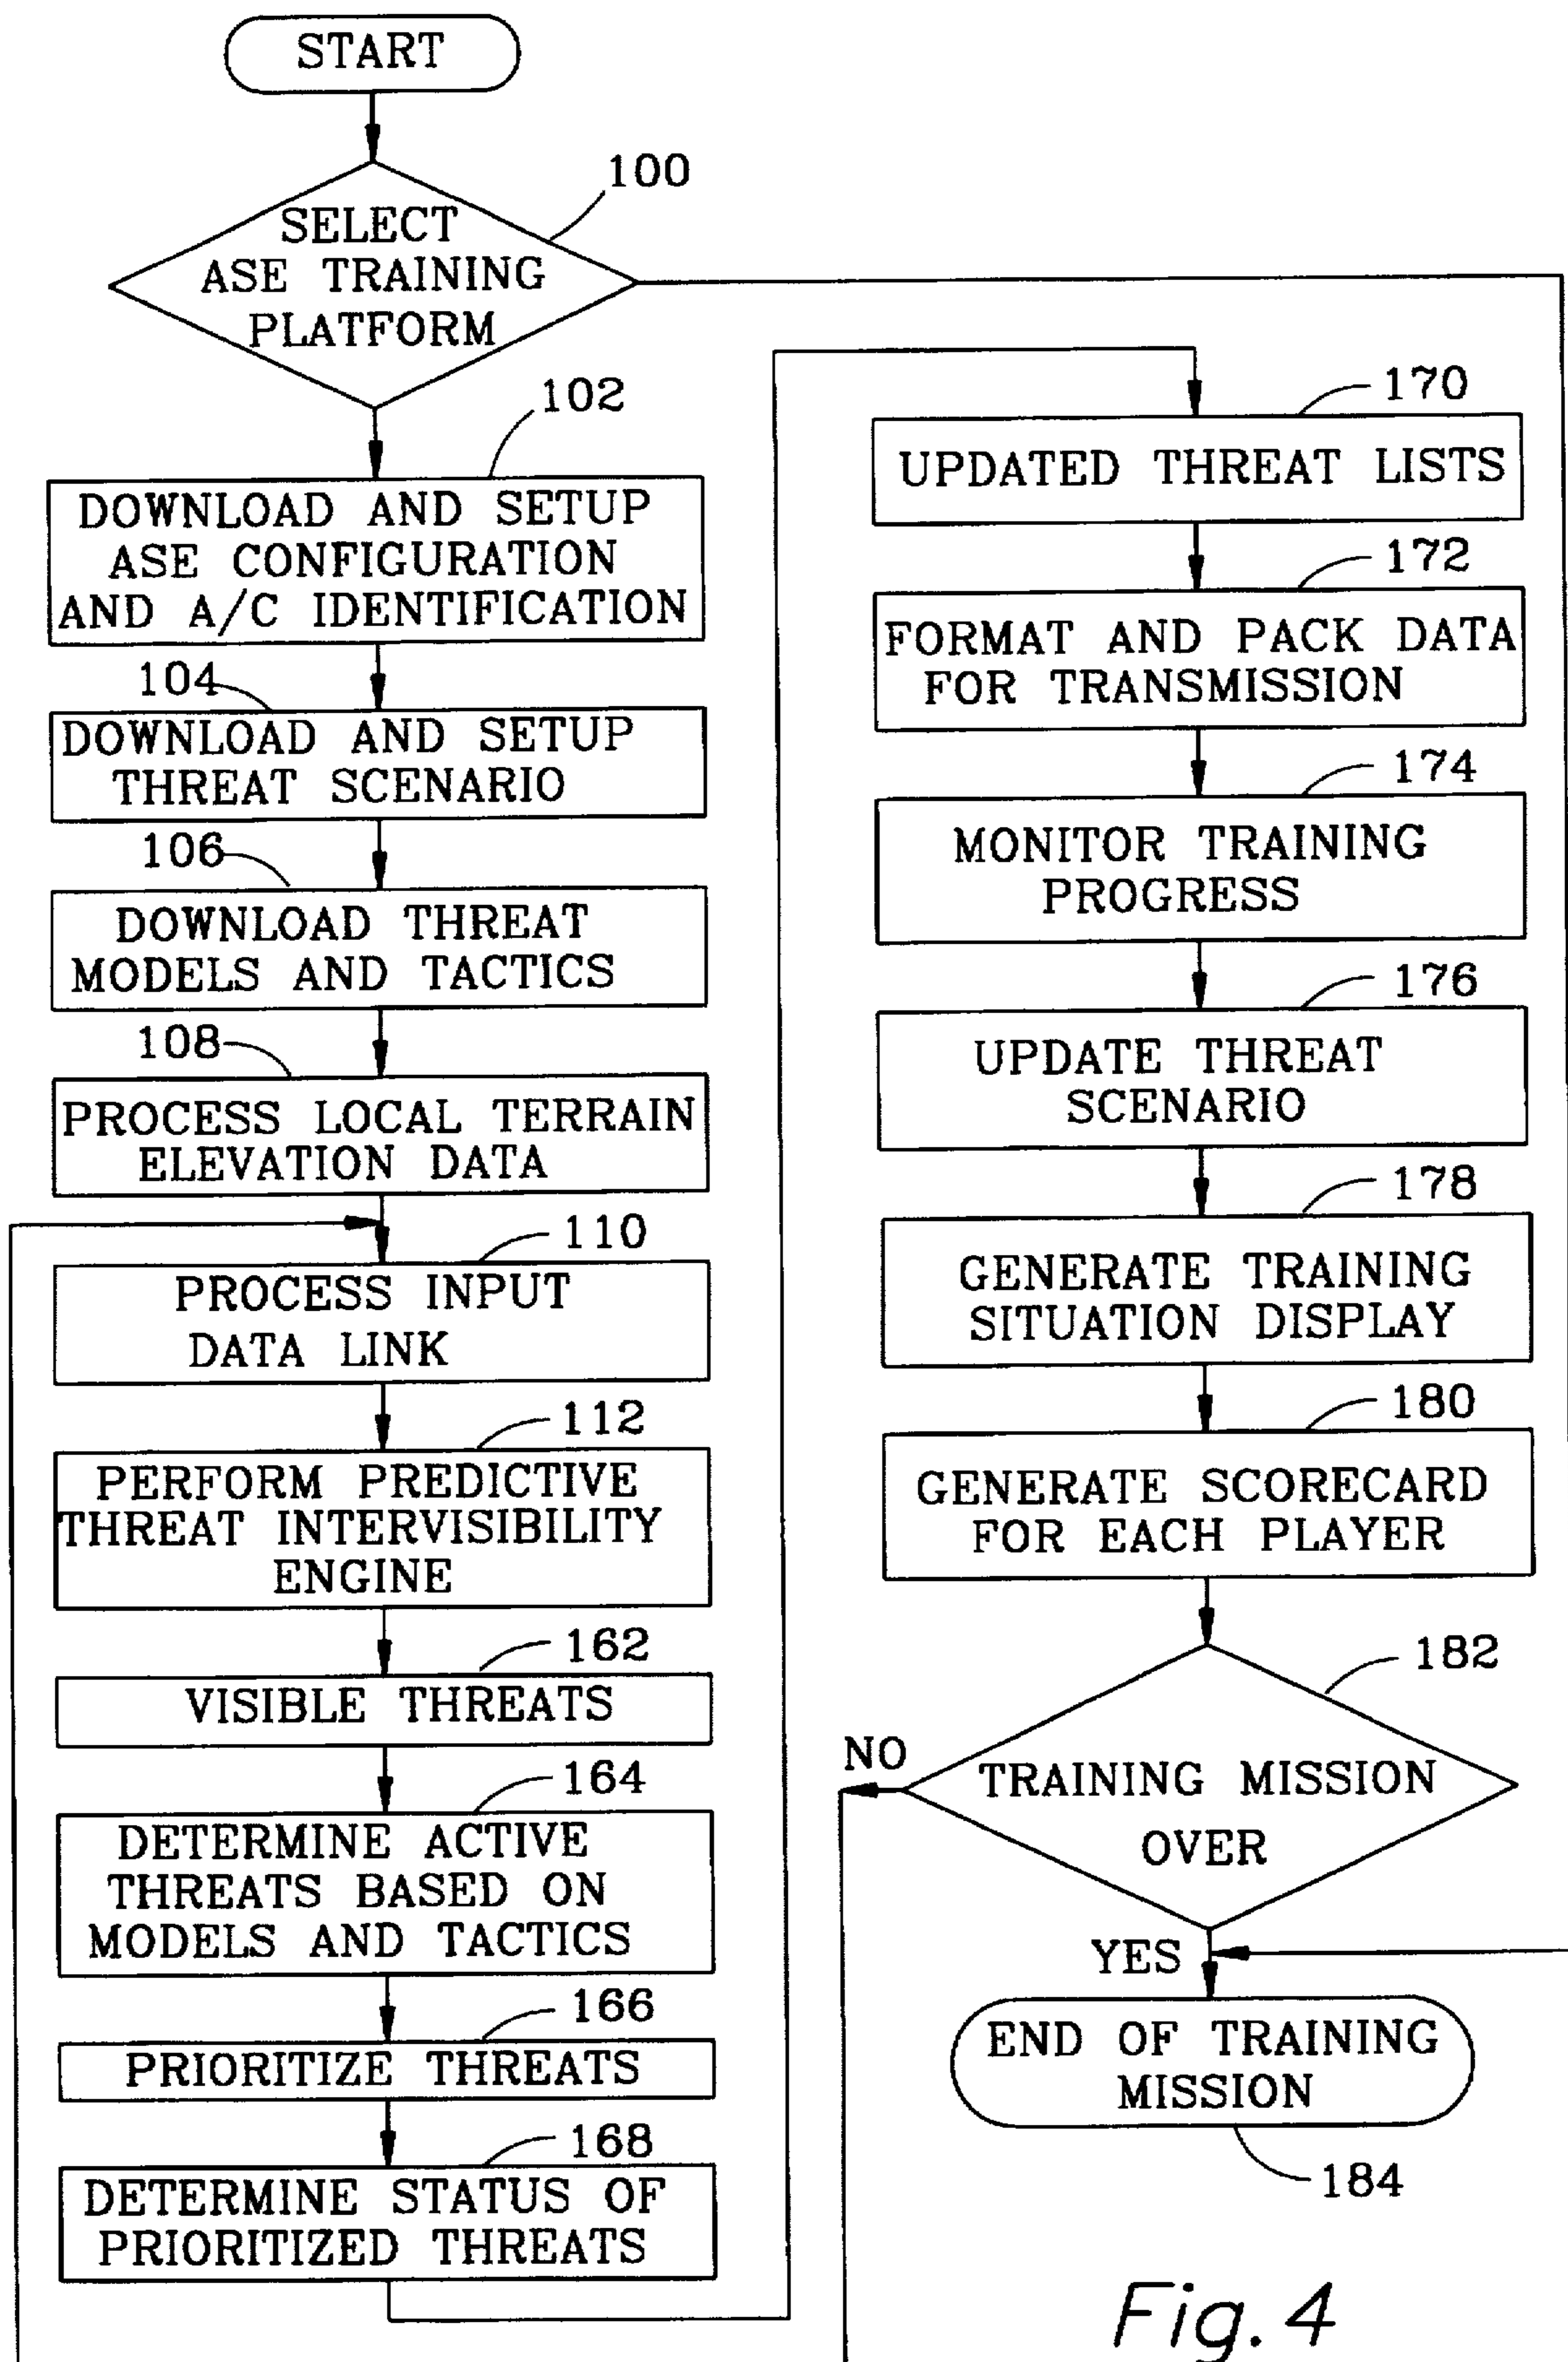 START
100
SELECT
ASE TRAINING
PLATFORM
102
DOWNLOAD AND SETUP
ASE CONFIGURATION
AND A/C IDENTIFICATION
104
DOWNLOAD AND SETUP
THREAT SCENARIO
106
DOWNLOAD THREAT
MODELS AND TACTICS
108
PROCESS LOCAL TERRAIN
ELEVATION DATA
110
PROCESS INPUT
DATA LINK
112
PERFORM PREDICTIVE
THREAT INTERVISIBILITY
ENGINE
162
VISIBLE THREATS
164
DETERMINE ACTIVE
THREATS BASED ON
MODELS AND TACTICS
166
PRIORITIZE THREATS
168
DETERMINE STATUS OF
PRIORITIZED THREATS
170
UPDATED THREAT LISTS
172
FORMAT AND PACK DATA
FOR TRANSMISSION
174
MONITOR TRAINING
PROGRESS
176
UPDATE THREAT
SCENARIO
178
GENERATE TRAINING
SITUATION DISPLAY
180
GENERATE SCORECARD
FOR EACH PLAYER
182
NO
TRAINING MISSION
OVER
YES
END OF TRAINING
MISSION
184
Fig. 4